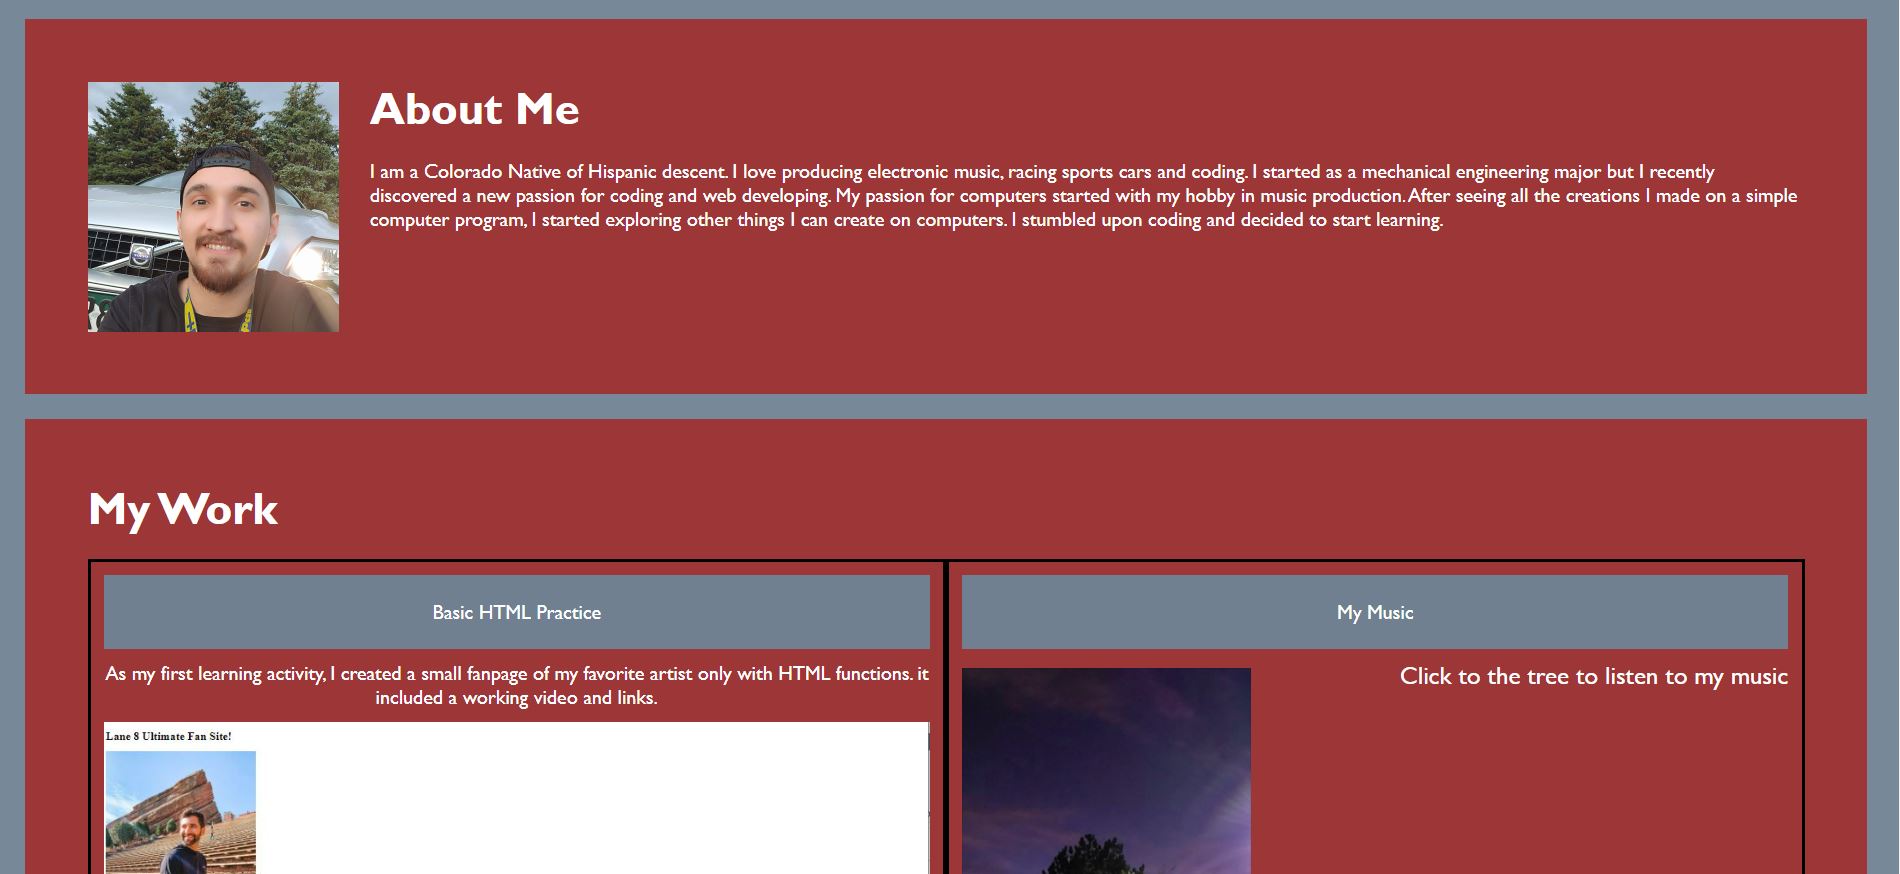 About Me
I am a Colorado Native of Hispanic descent. I love producing electronic music, racing sports cars and coding. I started as a mechanical engineering major but I recently
discovered a new passion for coding and web developing. My passion for computers started with my hobby in music production. After seeing all the creations I made on a simple
computer program, I started exploring other things I can create on computers. I stumbled upon coding and decided to start learning.
My Work
Basic HTML Practice
As my first learning activity, I created a small fanpage of my favorite artist only with HTML functions. it
included a working video and links.
Lane 8 Ultimate Fan Site!
My Music
Click to the tree to listen to my music